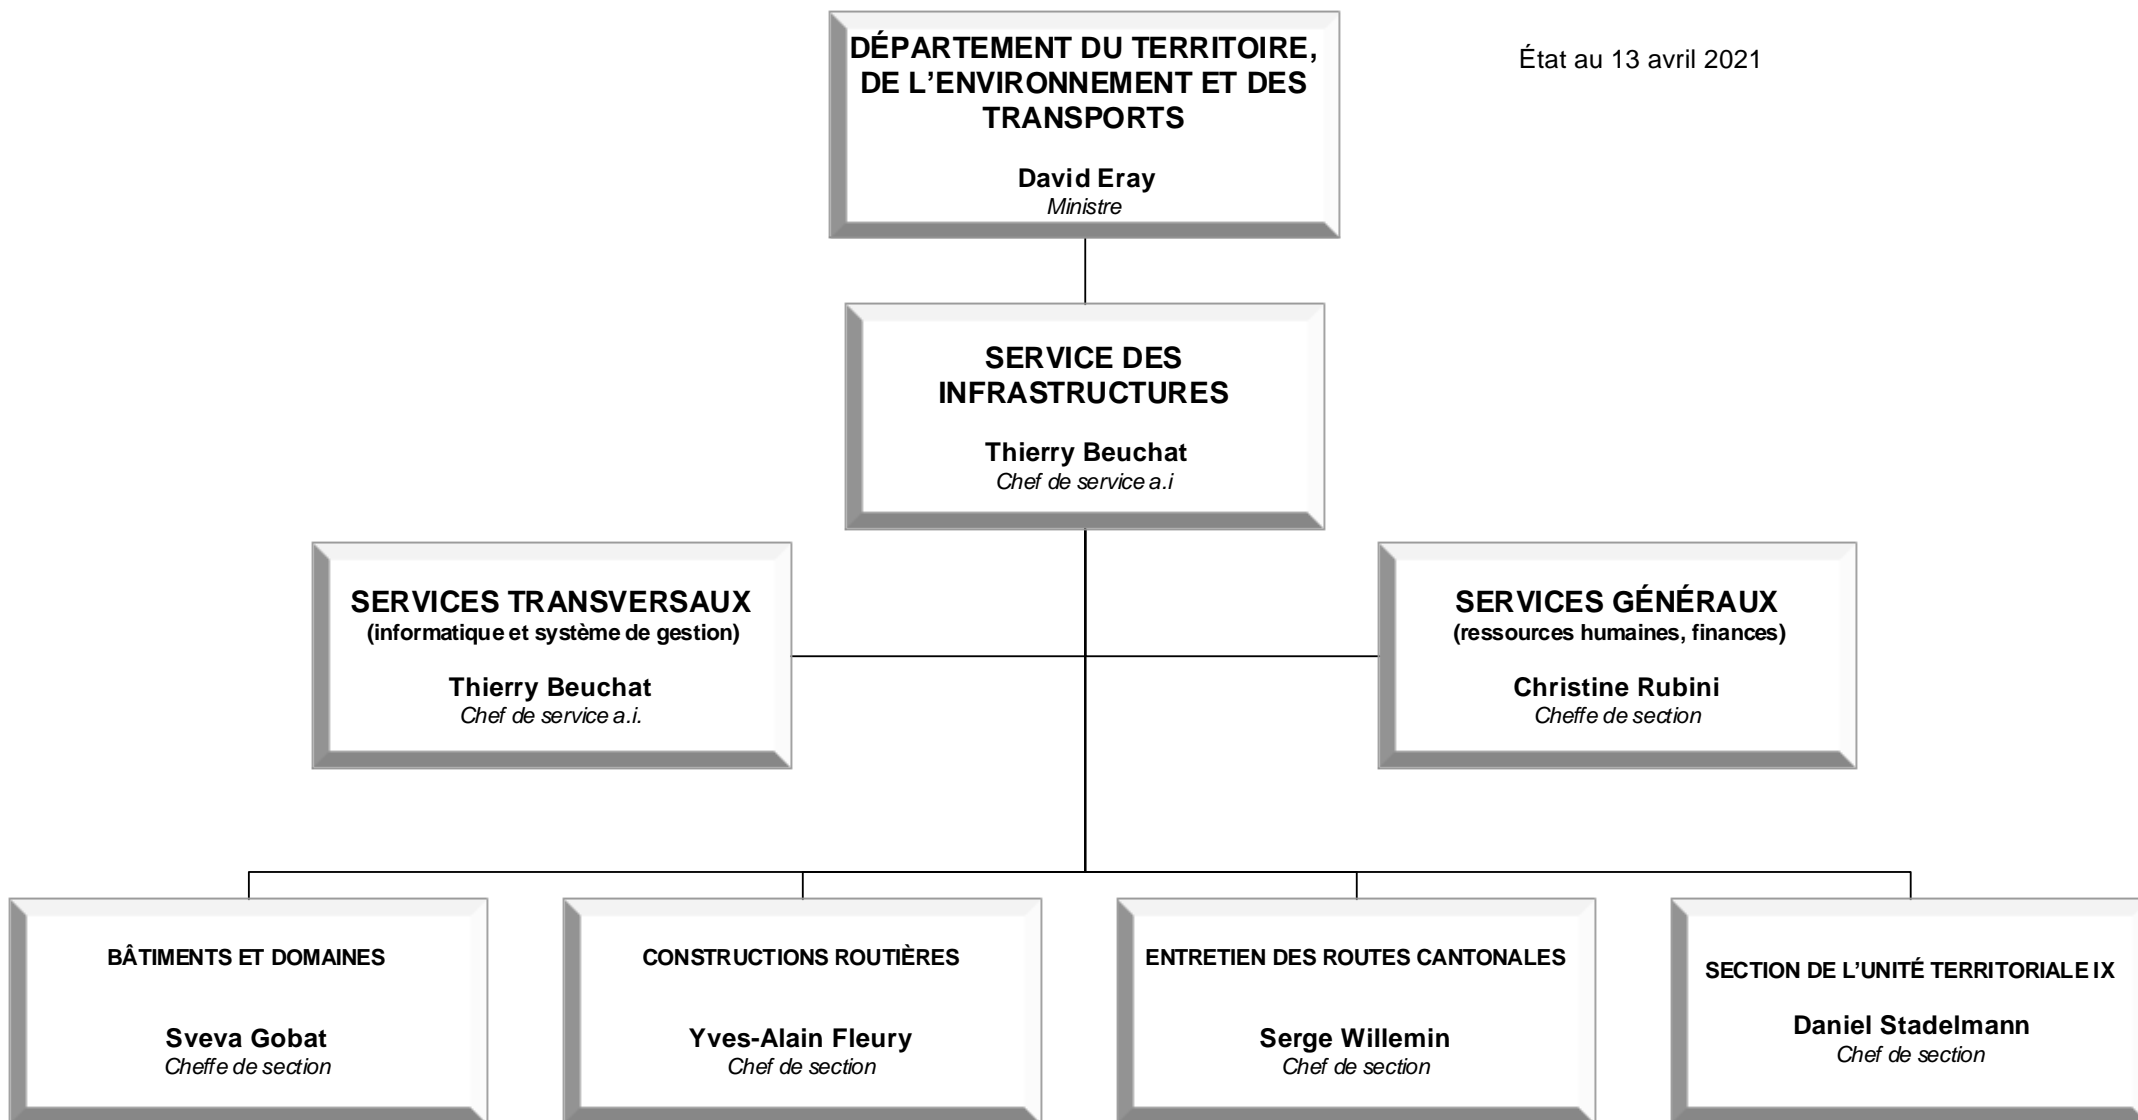 DÉPARTEMENT DU TERRITOIRE,
DE L'ENVIRONNEMENT ET DES
TRANSPORTS
David Eray
Ministre
État au 13 avril 2021
SERVICE DES
INFRASTRUCTURES
Thierry Beuchat
Chef de service a.i
SERVICES TRANSVERSAUX
(informatique et système de gestion)
Thierry Beuchat
Chef de service a.i.
SERVICES GÉNÉRAUX
(ressources humaines, finances)
Christine Rubini
Cheffe de section
BÂTIMENTS ET DOMAINES
Sveva Gobat
Cheffe de section
CONSTRUCTIONS ROUTIÈRES
Yves-Alain Fleury
Chef de section
ENTRETIEN DES ROUTES CANTONALES
Serge Willemin
Chef de section
SECTION DE L'UNITÉ TERRITORIALE IX
Daniel Stadelmann
Chef de section